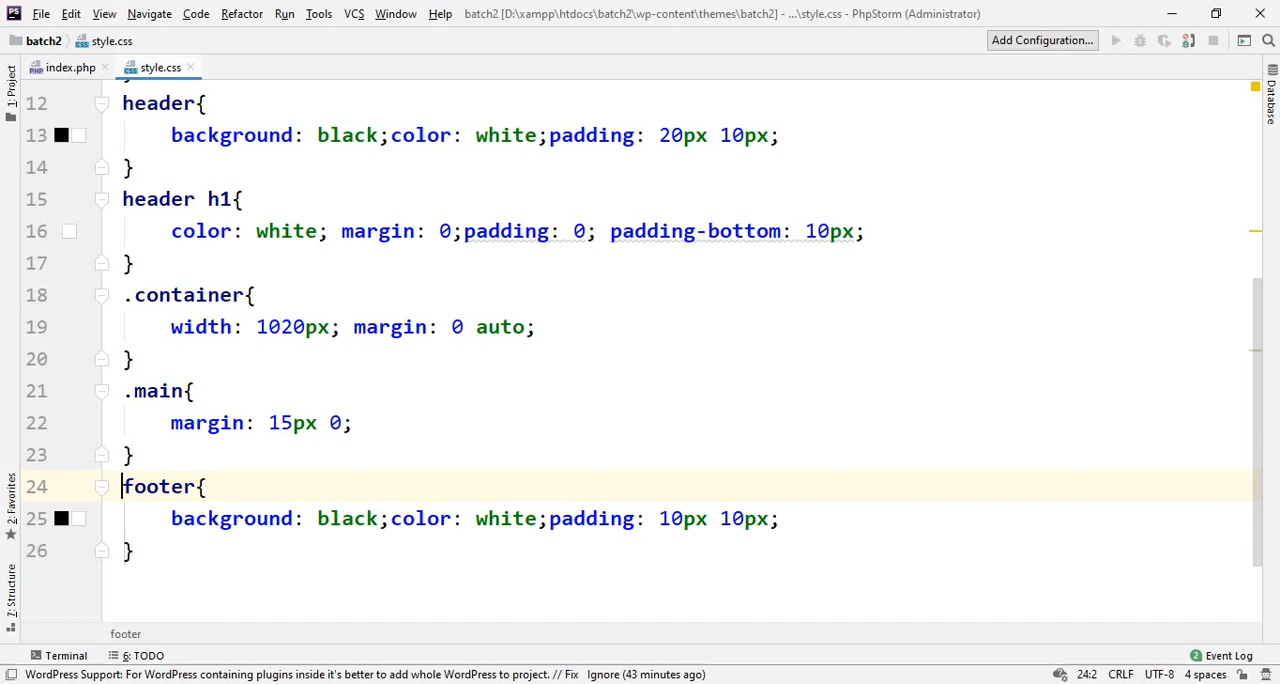 PS File Edit View Navigate Code Refactor Run Tools VCS Window Help batch2 [D:\xampp\htdocs\batch2\wp-content\themes\batch2] - ...\style.css - PhpStorm (Administrator)
batch2 style.css Add Configuration...
1: Project
PHP index.php CSS style.css
Database
12 header{
13 background: black;color: white;padding: 20px 10px;
14 }
15 header h1{
16 color: white; margin: 0;padding: 0; padding-bottom: 10px;
17 }
18 .container{
19 width: 1020px; margin: 0 auto;
20 }
21 .main{
22 margin: 15px 0;
23 }
24 footer{
25 background: black;color: white;padding: 10px 10px;
26 }
2: Favorites
Z: Structure
footer
Terminal 6: TODO 2 Event Log
WordPress Support: For WordPress containing plugins inside it's better to add whole WordPress to project. // Fix Ignore (43 minutes ago) 24:2 CRLF UTF-8 4 spaces